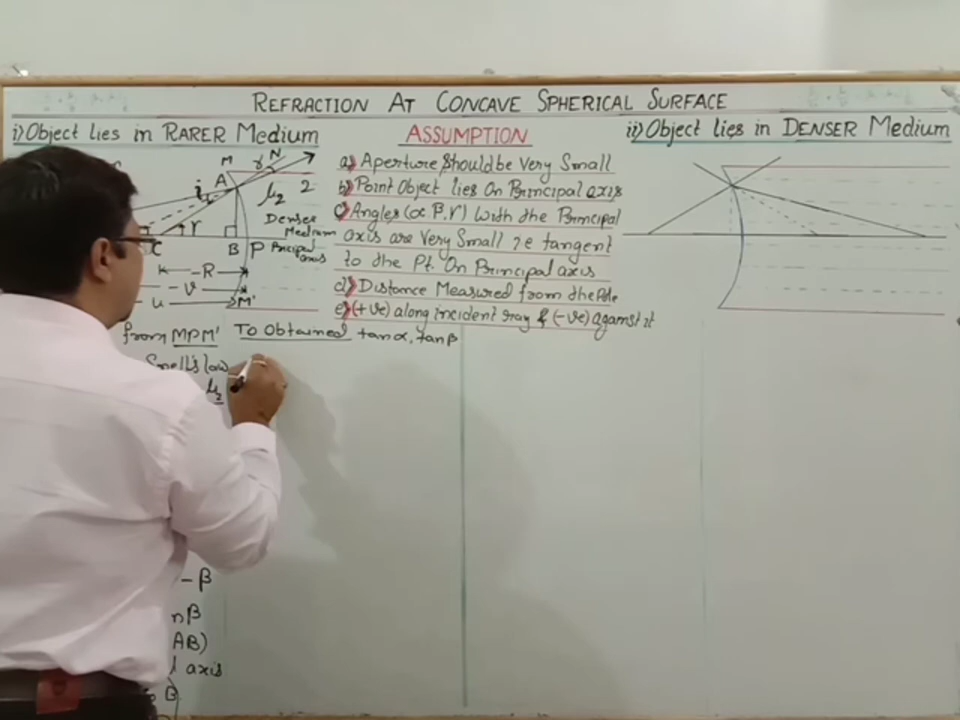 REFRACTION AT CONCAVE SPHERICAL SURFACE
i) Object lies in RARER Medium
ASSUMPTION
a) Aperture Should be Very Small
b) Point Object lies On Principal axis
c) Angles (α β, γ) With the Principal
axis are Very Small i.e tangent
to the Pt. On Principal axis
d) Distance Measured from the Pole
e) (+ve) along incident ray & (-ve) against it
ii) Object lies in DENSER Medium
M
N
A
γ
i
μ₂ 2
Denser
Medium
r
C
B
P
Principal
axis
-R
-v
u
M'
from MPM' To Obtained tanα, tanβ
Snell's law
μ₂
- β
nβ
AB)
axis
B